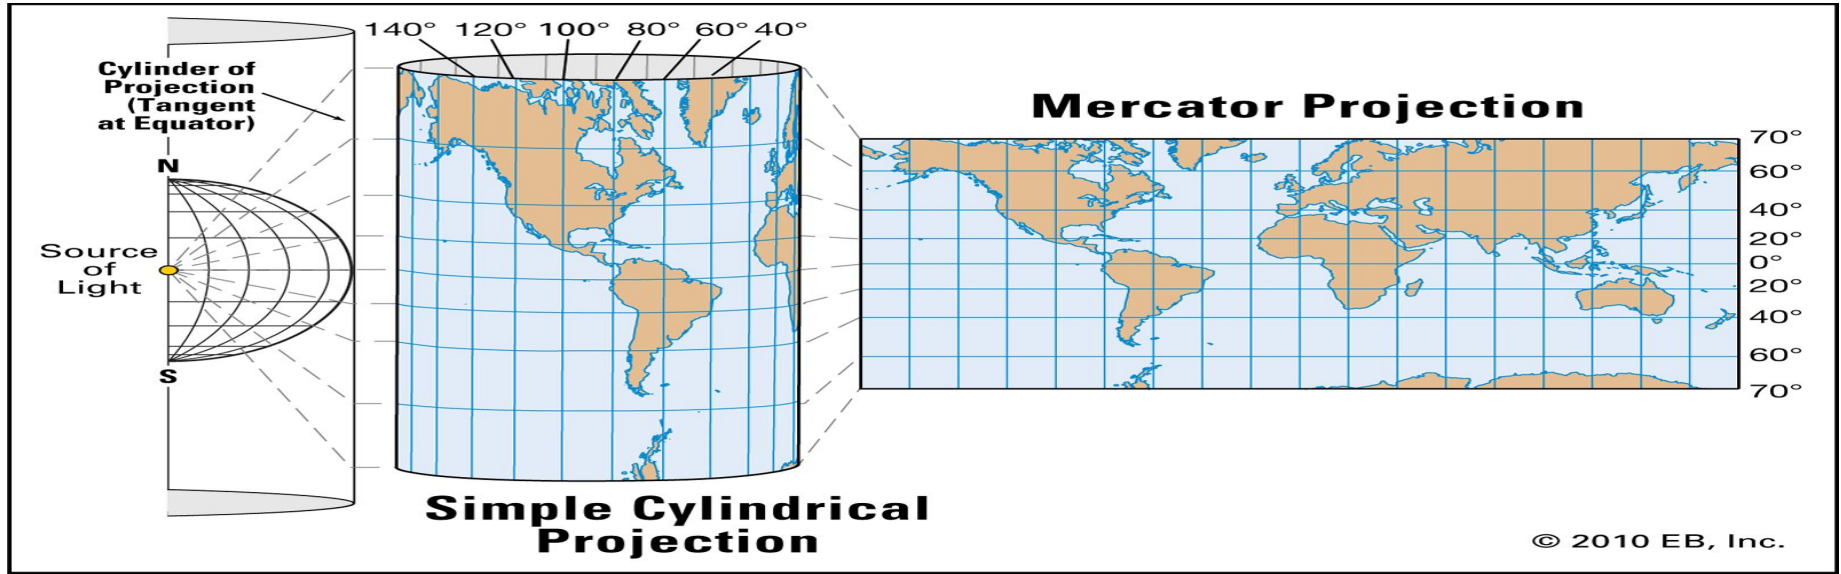 140° 120° 100° 80° 60° 40°
Cylinder of
Projection
(Tangent
at Equator)
N
Source
of
Light
S
Simple Cylindrical
Projection
Mercator Projection
70°
60°
40°
20°
0°
20°
40°
60°
70°
© 2010 EB, Inc.